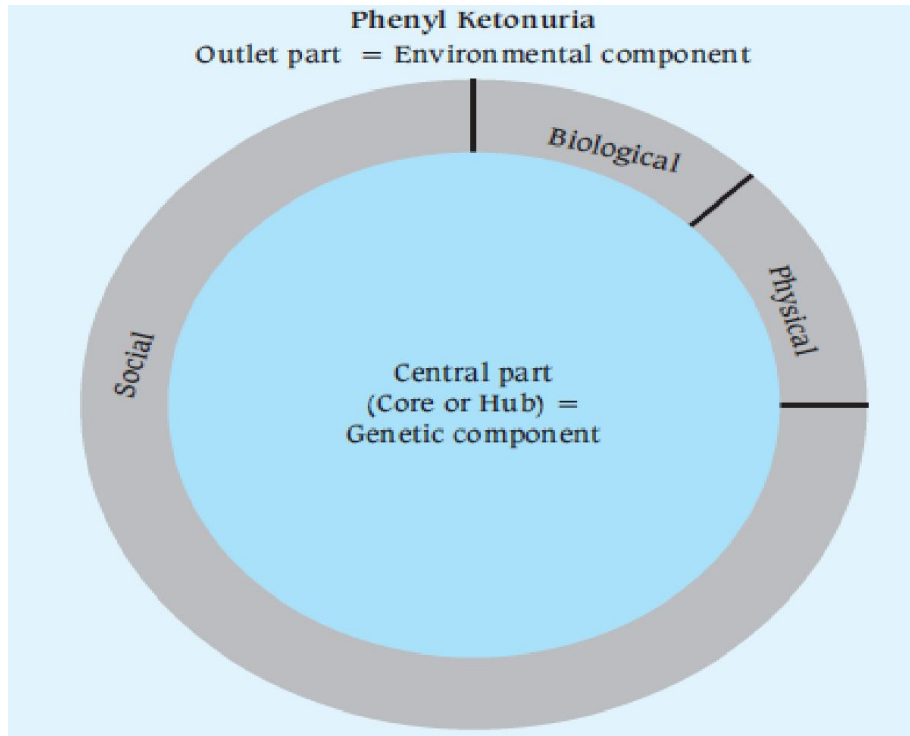 Phenyl Ketonuria
Outlet part = Environmental component
Biological
Physical
Social
Central part
(Core or Hub) =
Genetic component